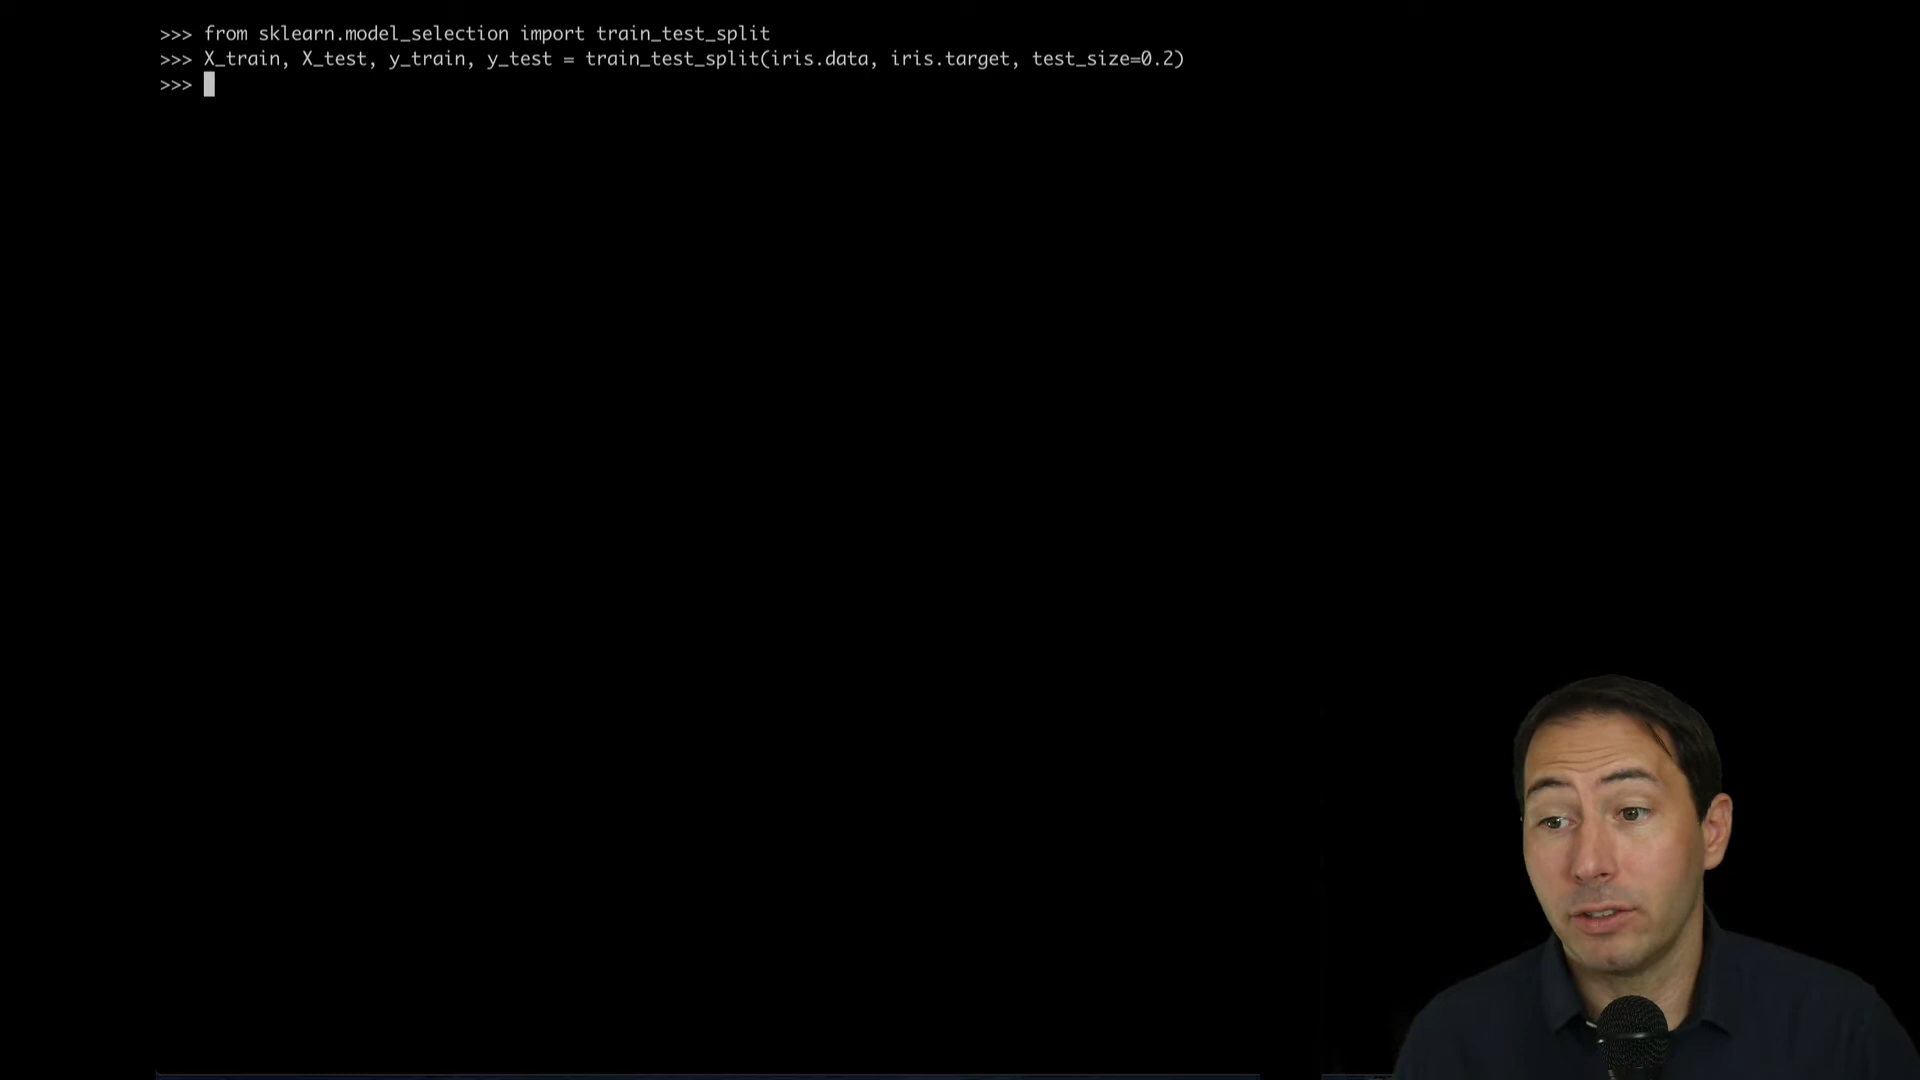 >>> from sklearn.model_selection import train_test_split
>>> X_train, X_test, y_train, y_test = train_test_split(iris.data, iris.target, test_size=0.2)
>>>